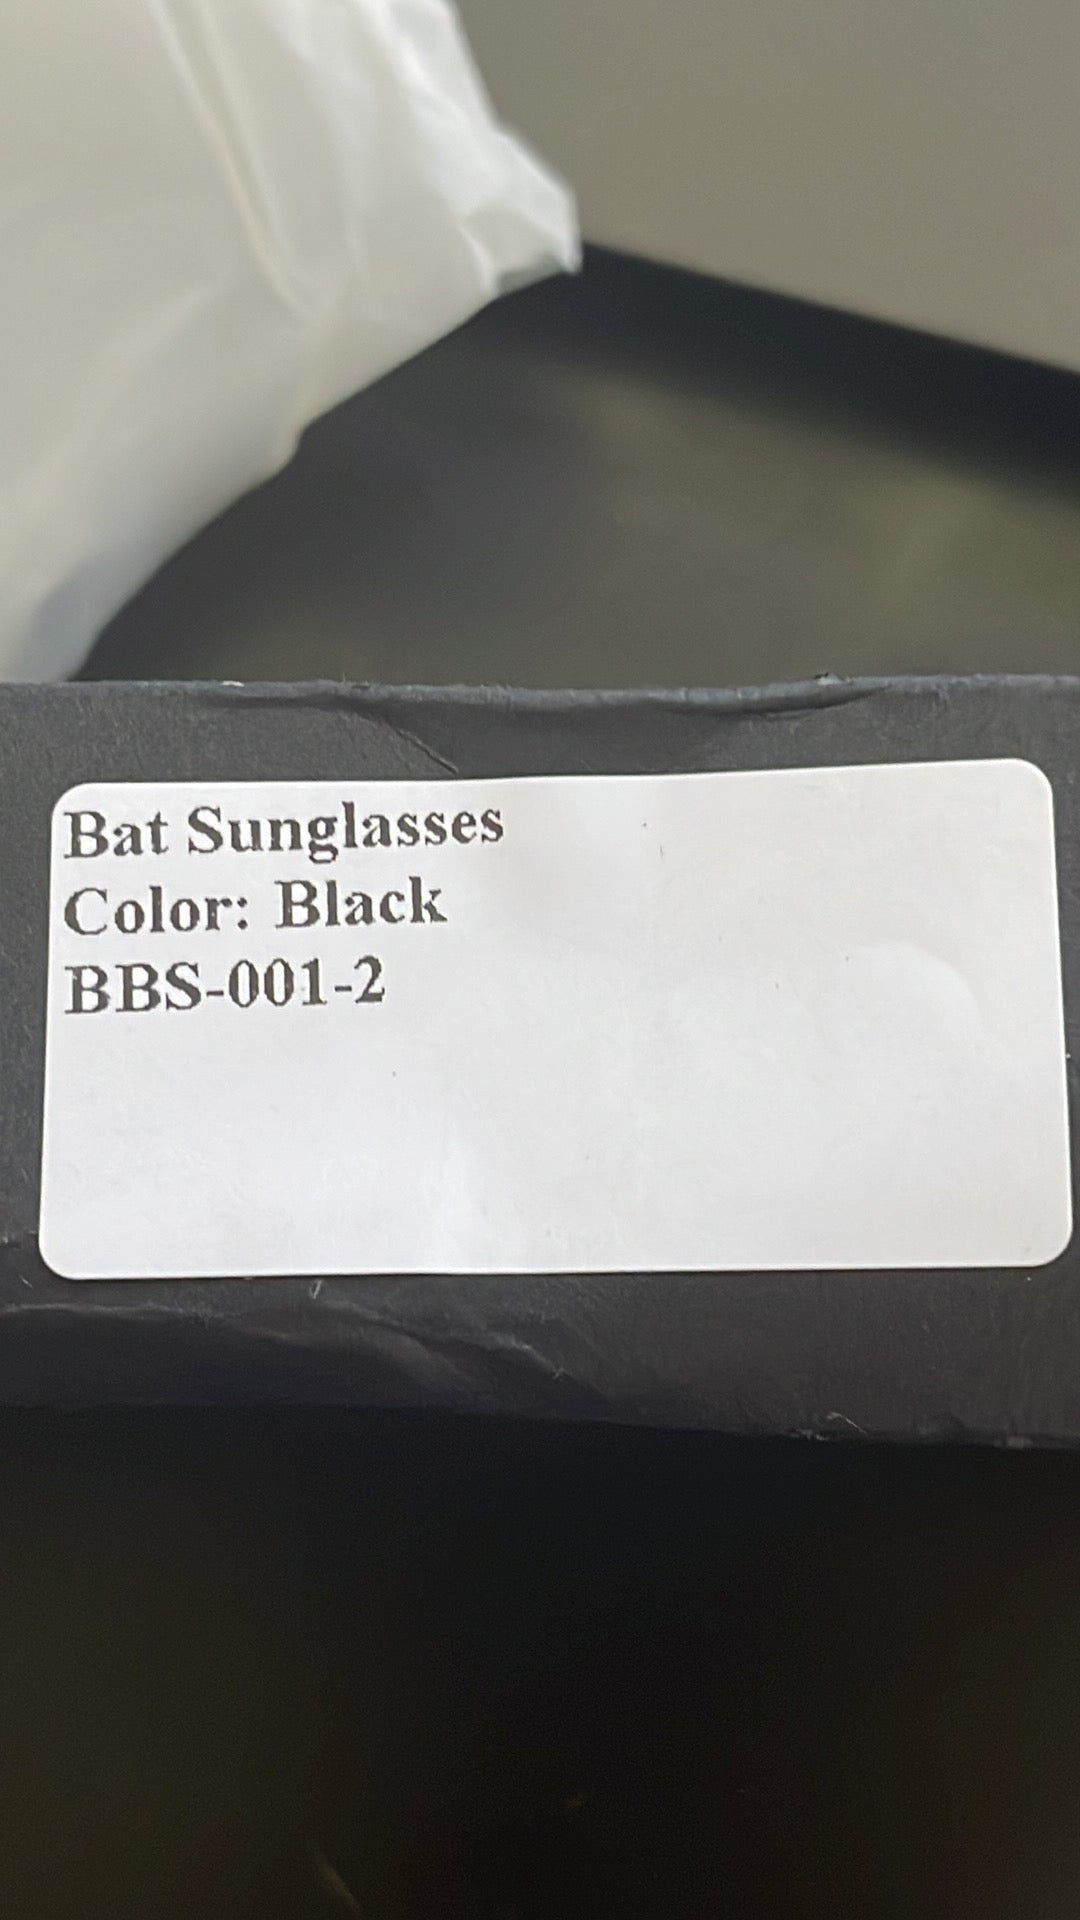 Bat Sunglasses
Color: Black
BBS-001-2